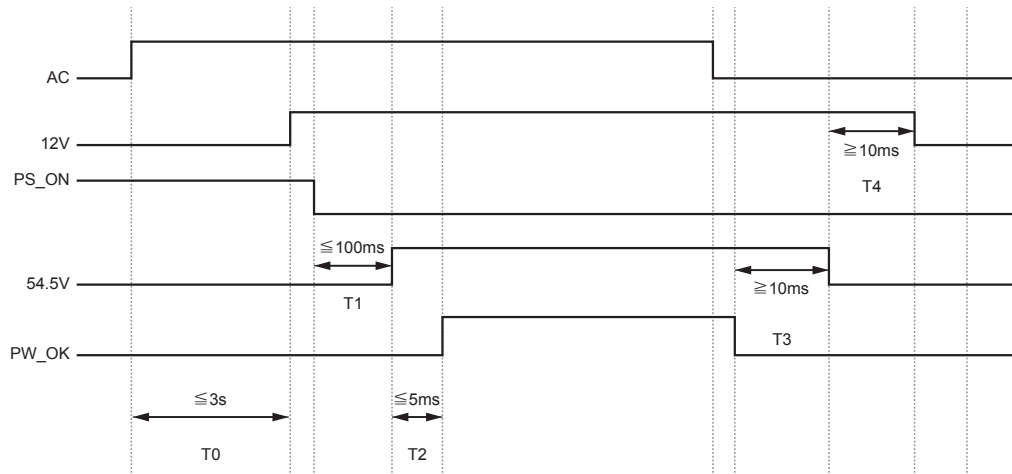 AC
12V
≧10ms
T4
PS_ON
≦100ms
54.5V
T1
≧10ms
T3
PW_OK
≦3s
≦5ms
T0
T2